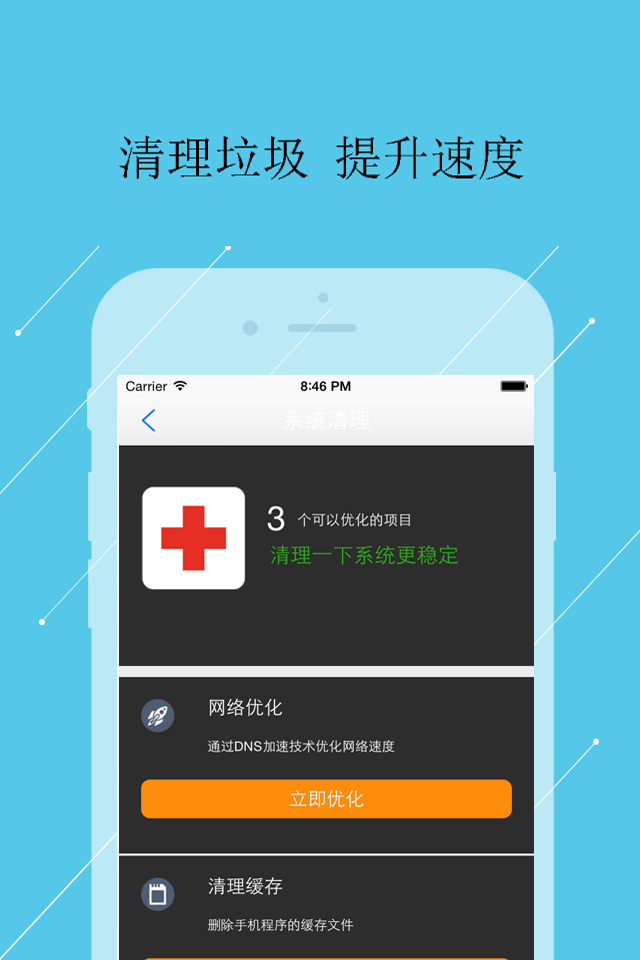 清理垃圾 提升速度
Carrier 8:46 PM
系统清理
3 个可以优化的项目
清理一下系统更稳定
网络优化
通过DNS加速技术优化网络速度
立即优化
清理缓存
删除手机程序的缓存文件